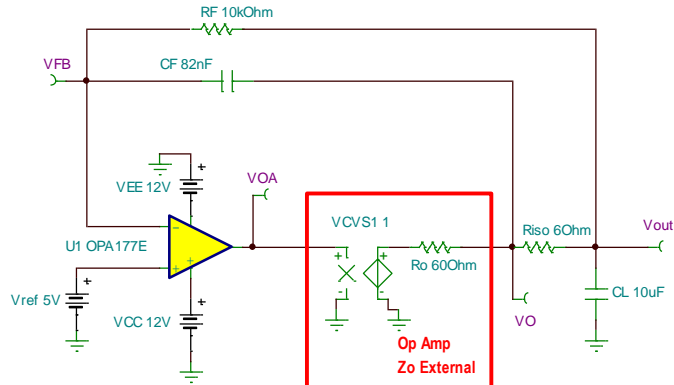 RF 10kOhm
VFB
CF 82nF
VEE 12V
VOA
VCVS1 1
Vout
U1 OPA177E
Ro 60Ohm
Riso 6Ohm
Vref 5V
VCC 12V
VO
CL 10uF
Op Amp
Zo External